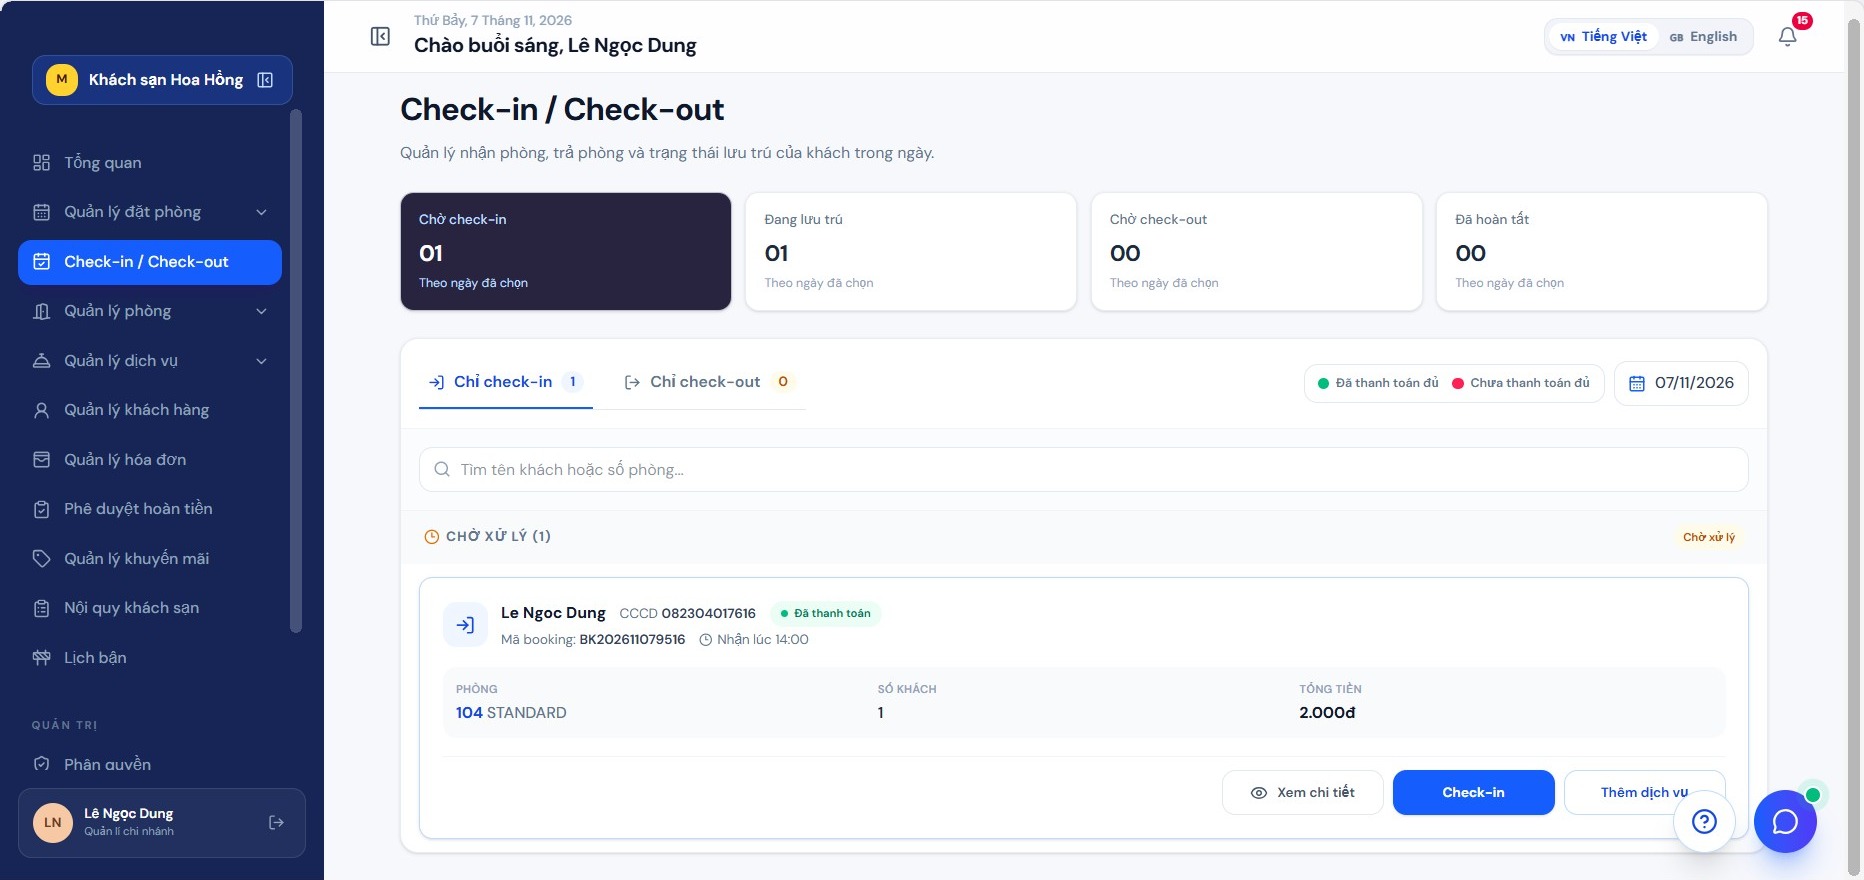 M Khách sạn Hoa Hồng
Tổng quan
Quản lý đặt phòng
Check-in / Check-out
Quản lý phòng
Quản lý dịch vụ
Quản lý khách hàng
Quản lý hóa đơn
Phê duyệt hoàn tiền
Quản lý khuyến mãi
Nội quy khách sạn
Lịch bận
QUẢN TRỊ
Phân quyền
LN Lê Ngọc Dung
Quản lí chi nhánh
Thứ Bảy, 7 Tháng 11, 2026
Chào buổi sáng, Lê Ngọc Dung
VN Tiếng Việt GB English
15
Check-in / Check-out
Quản lý nhận phòng, trả phòng và trạng thái lưu trú của khách trong ngày.
Chờ check-in
01
Theo ngày đã chọn
Đang lưu trú
01
Theo ngày đã chọn
Chờ check-out
00
Theo ngày đã chọn
Đã hoàn tất
00
Theo ngày đã chọn
Chỉ check-in 1 Chỉ check-out 0
Đã thanh toán đủ Chưa thanh toán đủ
07/11/2026
Tìm tên khách hoặc số phòng...
CHỜ XỬ LÝ (1) Chờ xử lý
Le Ngoc Dung CCCD 082304017616 Đã thanh toán
Mã booking: BK202611079516 Nhận lúc 14:00
PHÒNG
104 STANDARD
SỐ KHÁCH
1
TỔNG TIỀN
2.000đ
Xem chi tiết Check-in Thêm dịch vụ